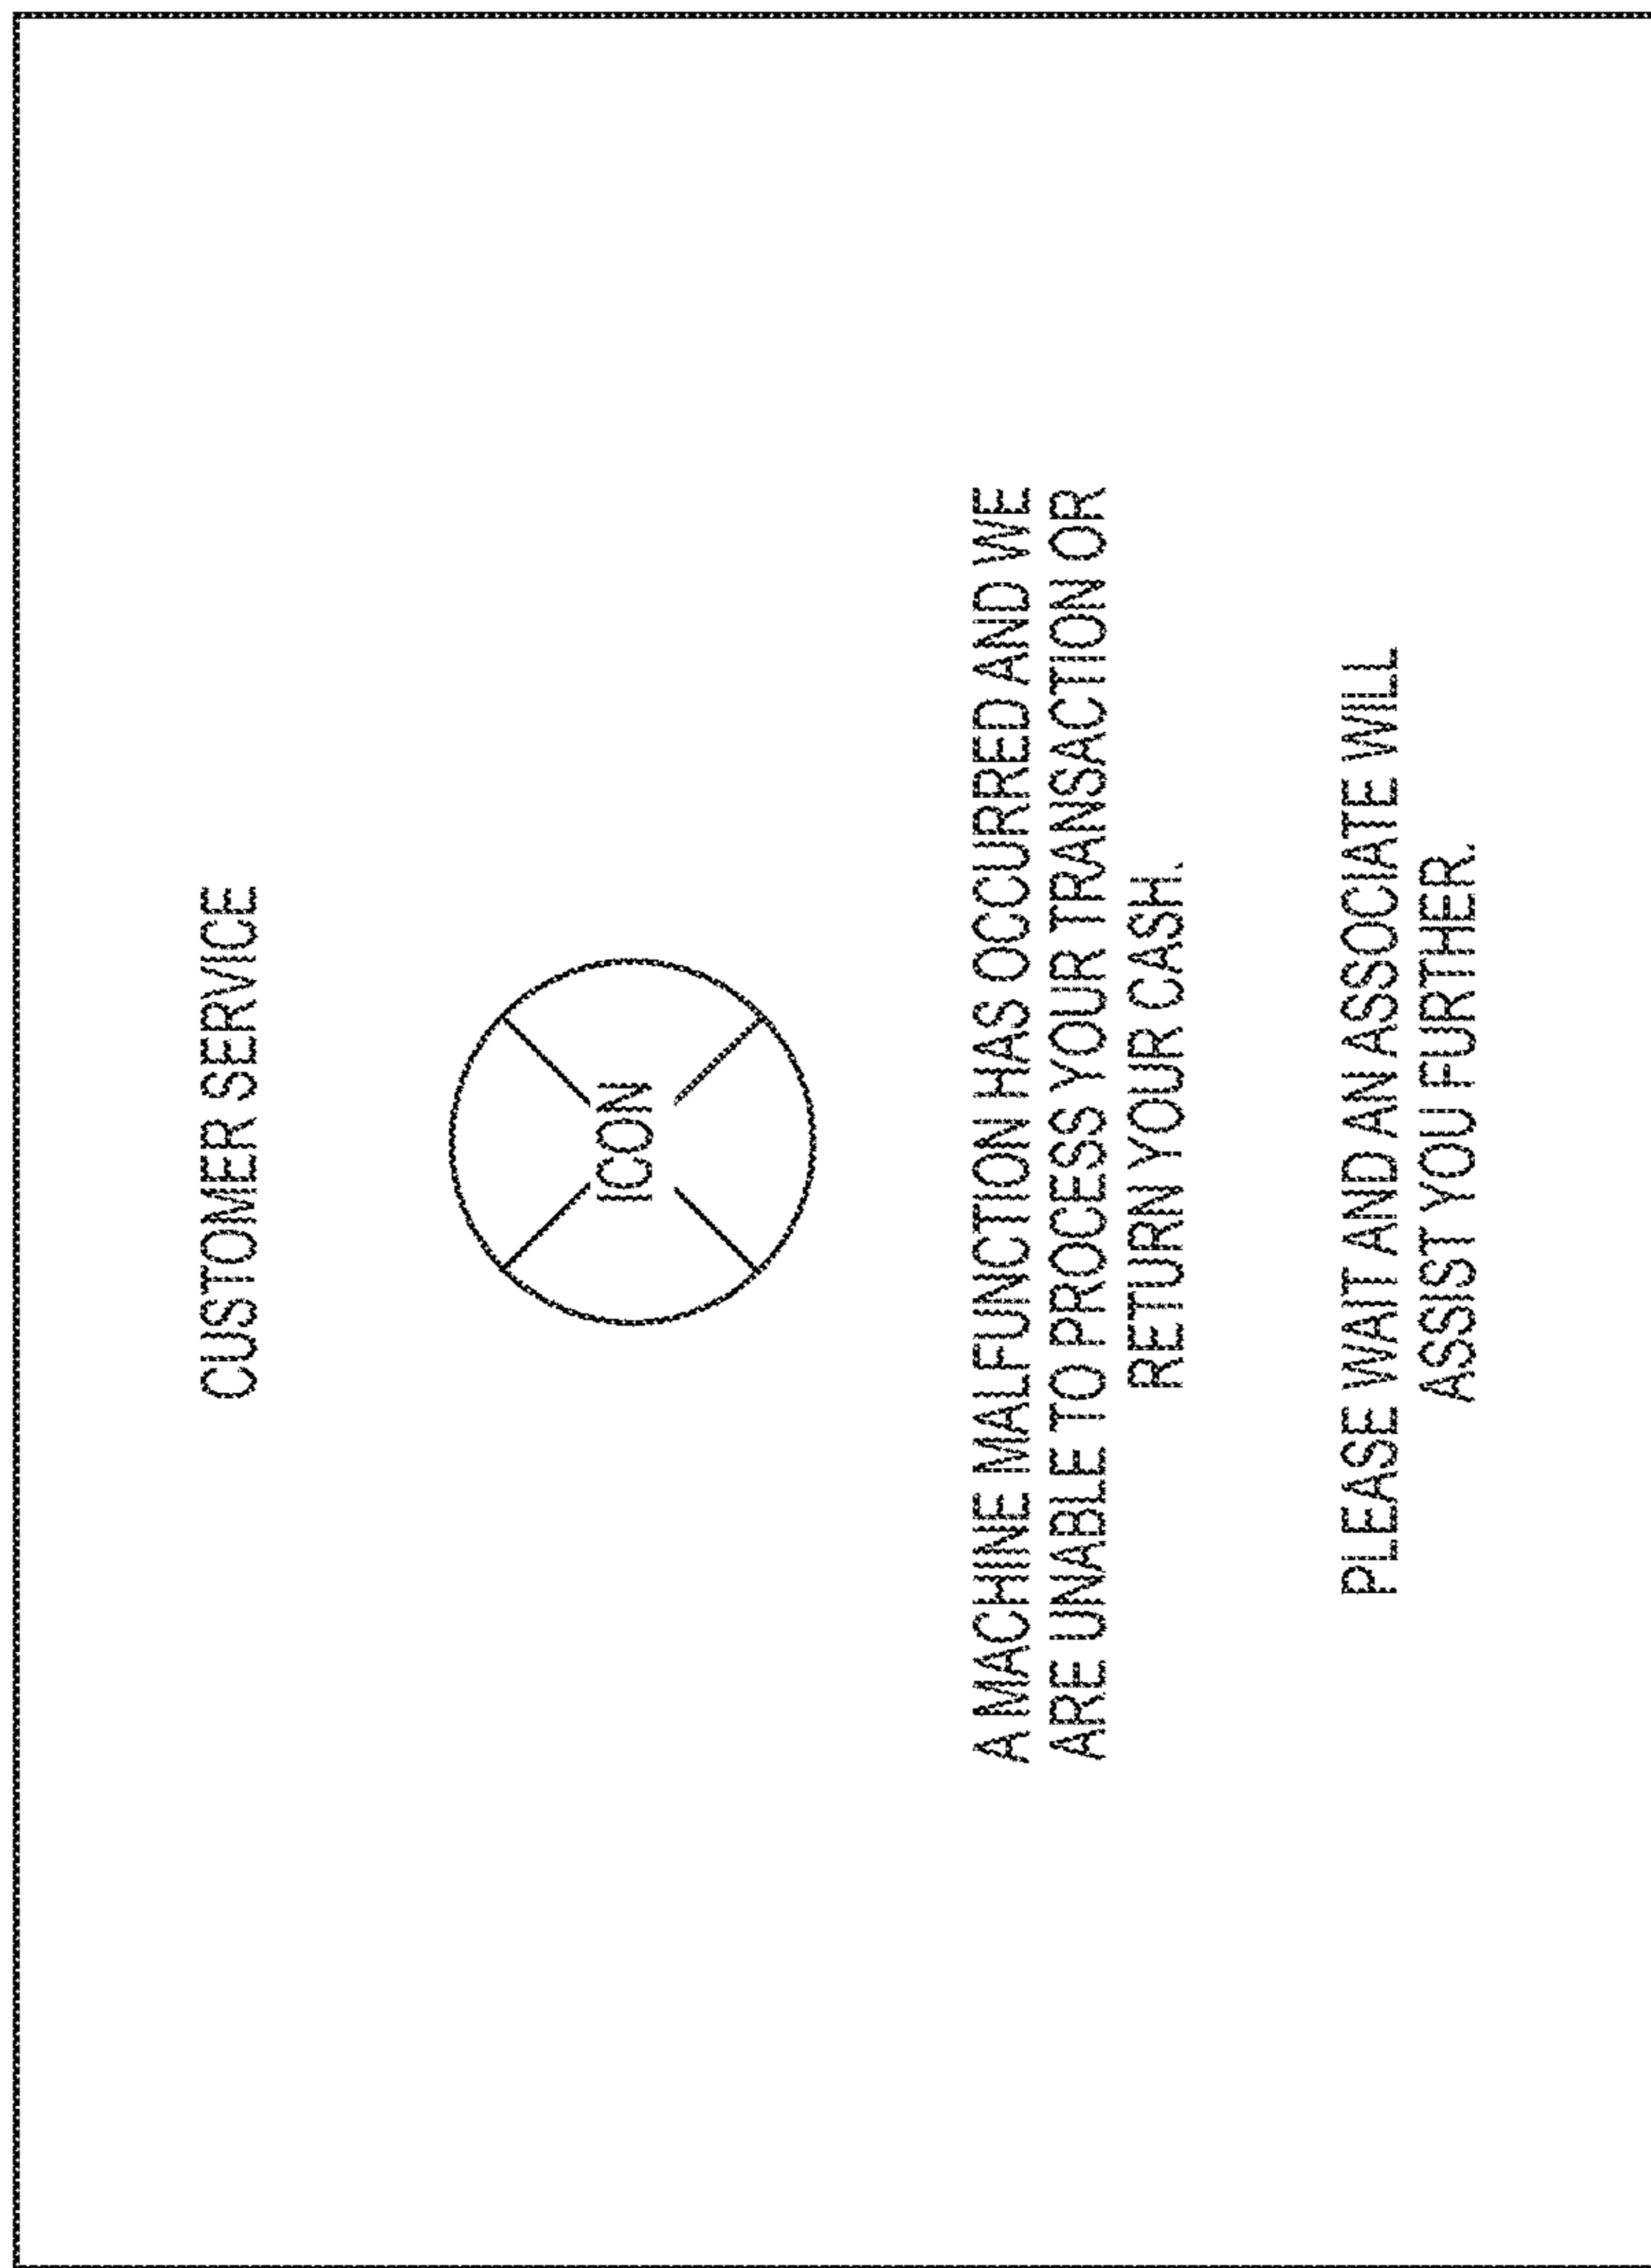 CUSTOMER SERVICE
ICON
A MACHINE MALFUNCTION HAS OCCURRED AND WE
ARE UNABLE TO PROCESS YOUR TRANSACTION OR
RETURN YOUR CASH.
PLEASE WAIT AND AN ASSOCIATE WILL
ASSIST YOU FURTHER.